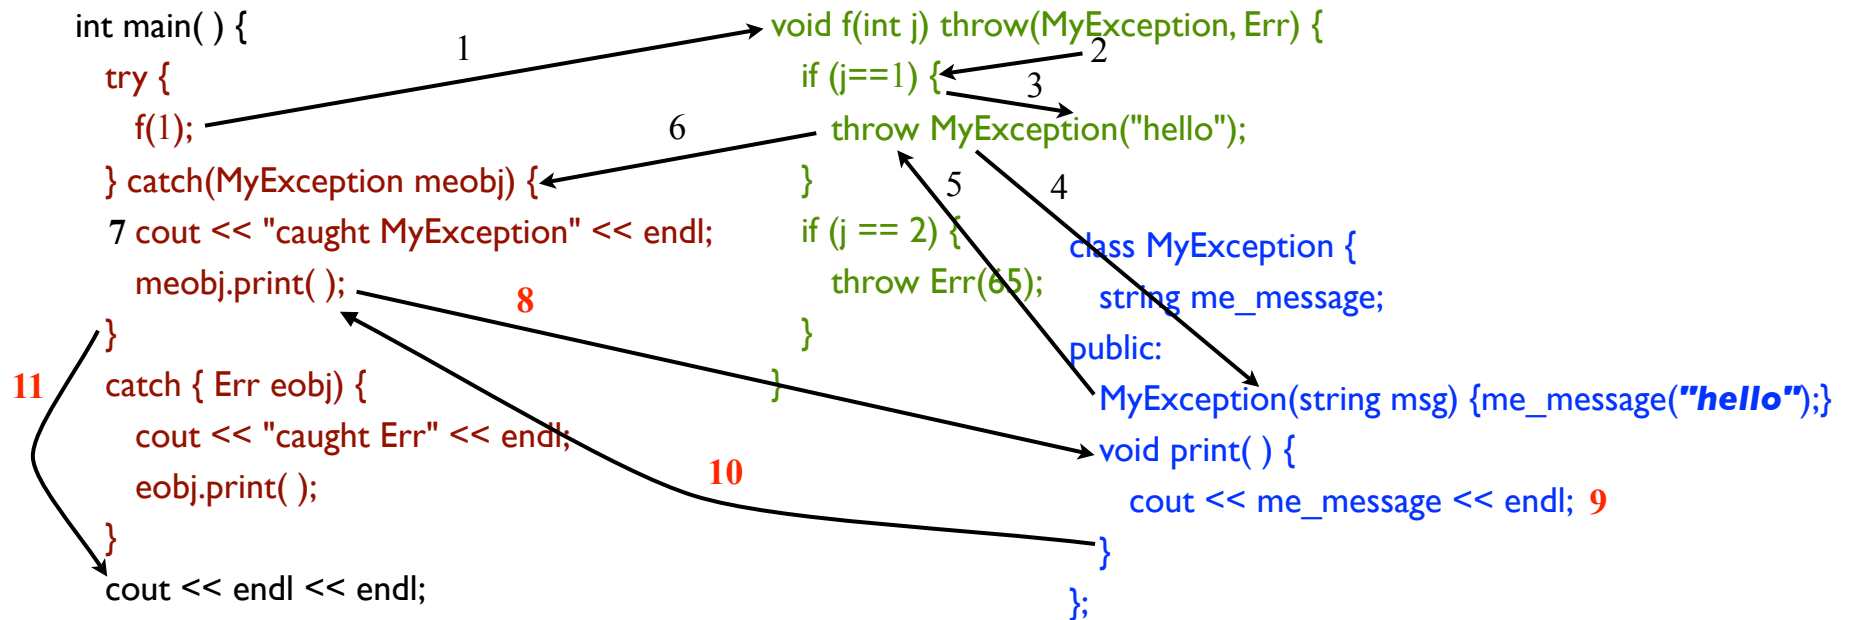 int main( ) {
try {
f(1);
} catch(MyException meobj) {
7 cout << "caught MyException" << endl;
meobj.print( );
}
catch { Err eobj) {
cout << "caught Err" << endl;
eobj.print( );
}
cout << endl << endl;
1
6
8
10
11
void f(int j) throw(MyException, Err) {
2
if (j==1) {
3
throw MyException("hello");
}
5
4
if (j == 2) {
throw Err(65);
}
}
class MyException {
string me_message;
public:
MyException(string msg) {me_message("hello");}
void print( ) {
cout << me_message << endl; 9
}
};